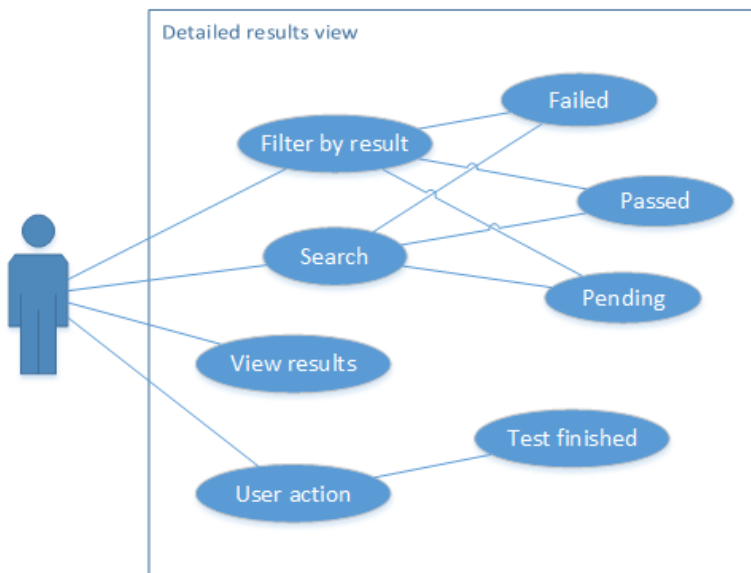 Detailed results view
Failed
Filter by result
Passed
Search
Pending
View results
Test finished
User action